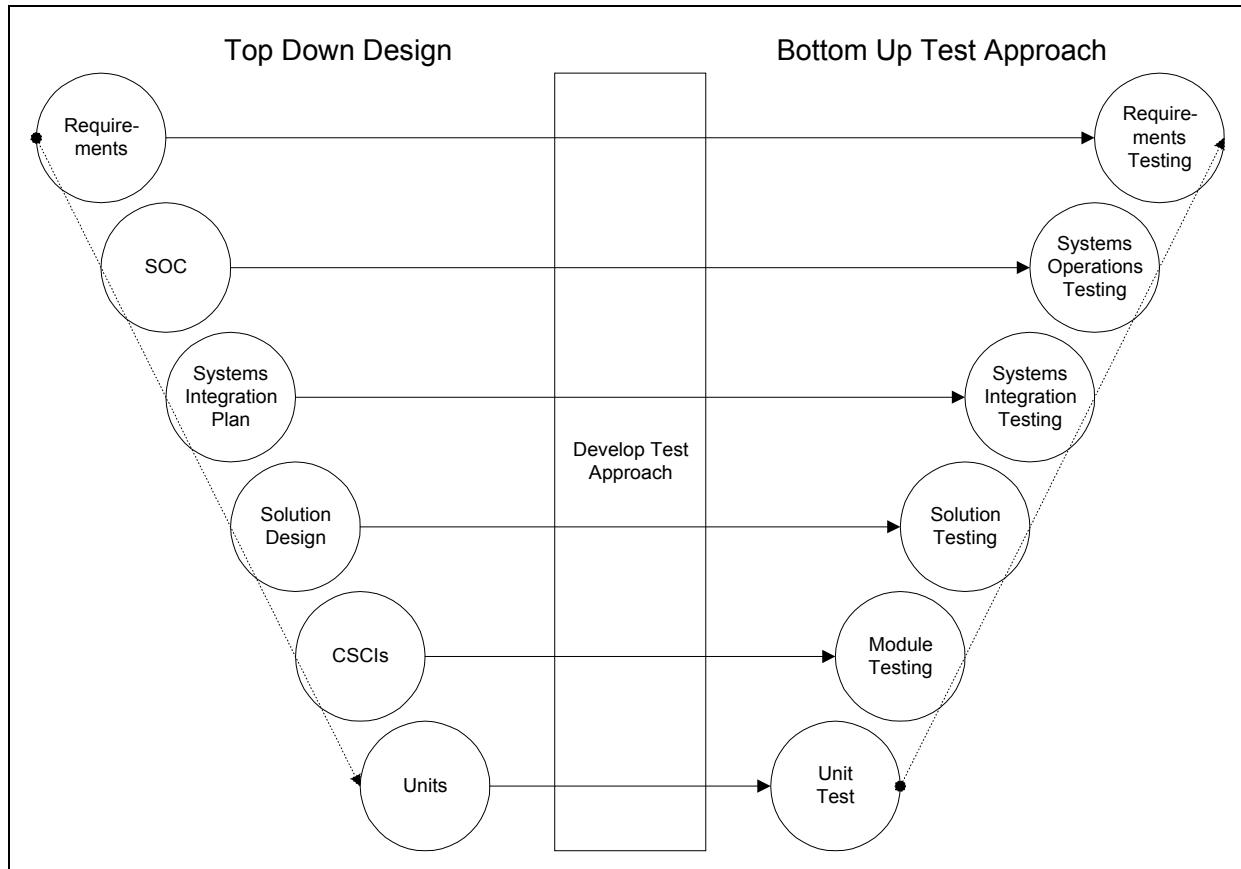 Top Down Design
Bottom Up Test Approach
Require-
ments
Require-
ments
Testing
SOC
Systems
Operations
Testing
Systems
Integration
Plan
Systems
Integration
Testing
Develop Test
Approach
Solution
Design
Solution
Testing
CSCIs
Module
Testing
Units
Unit
Test